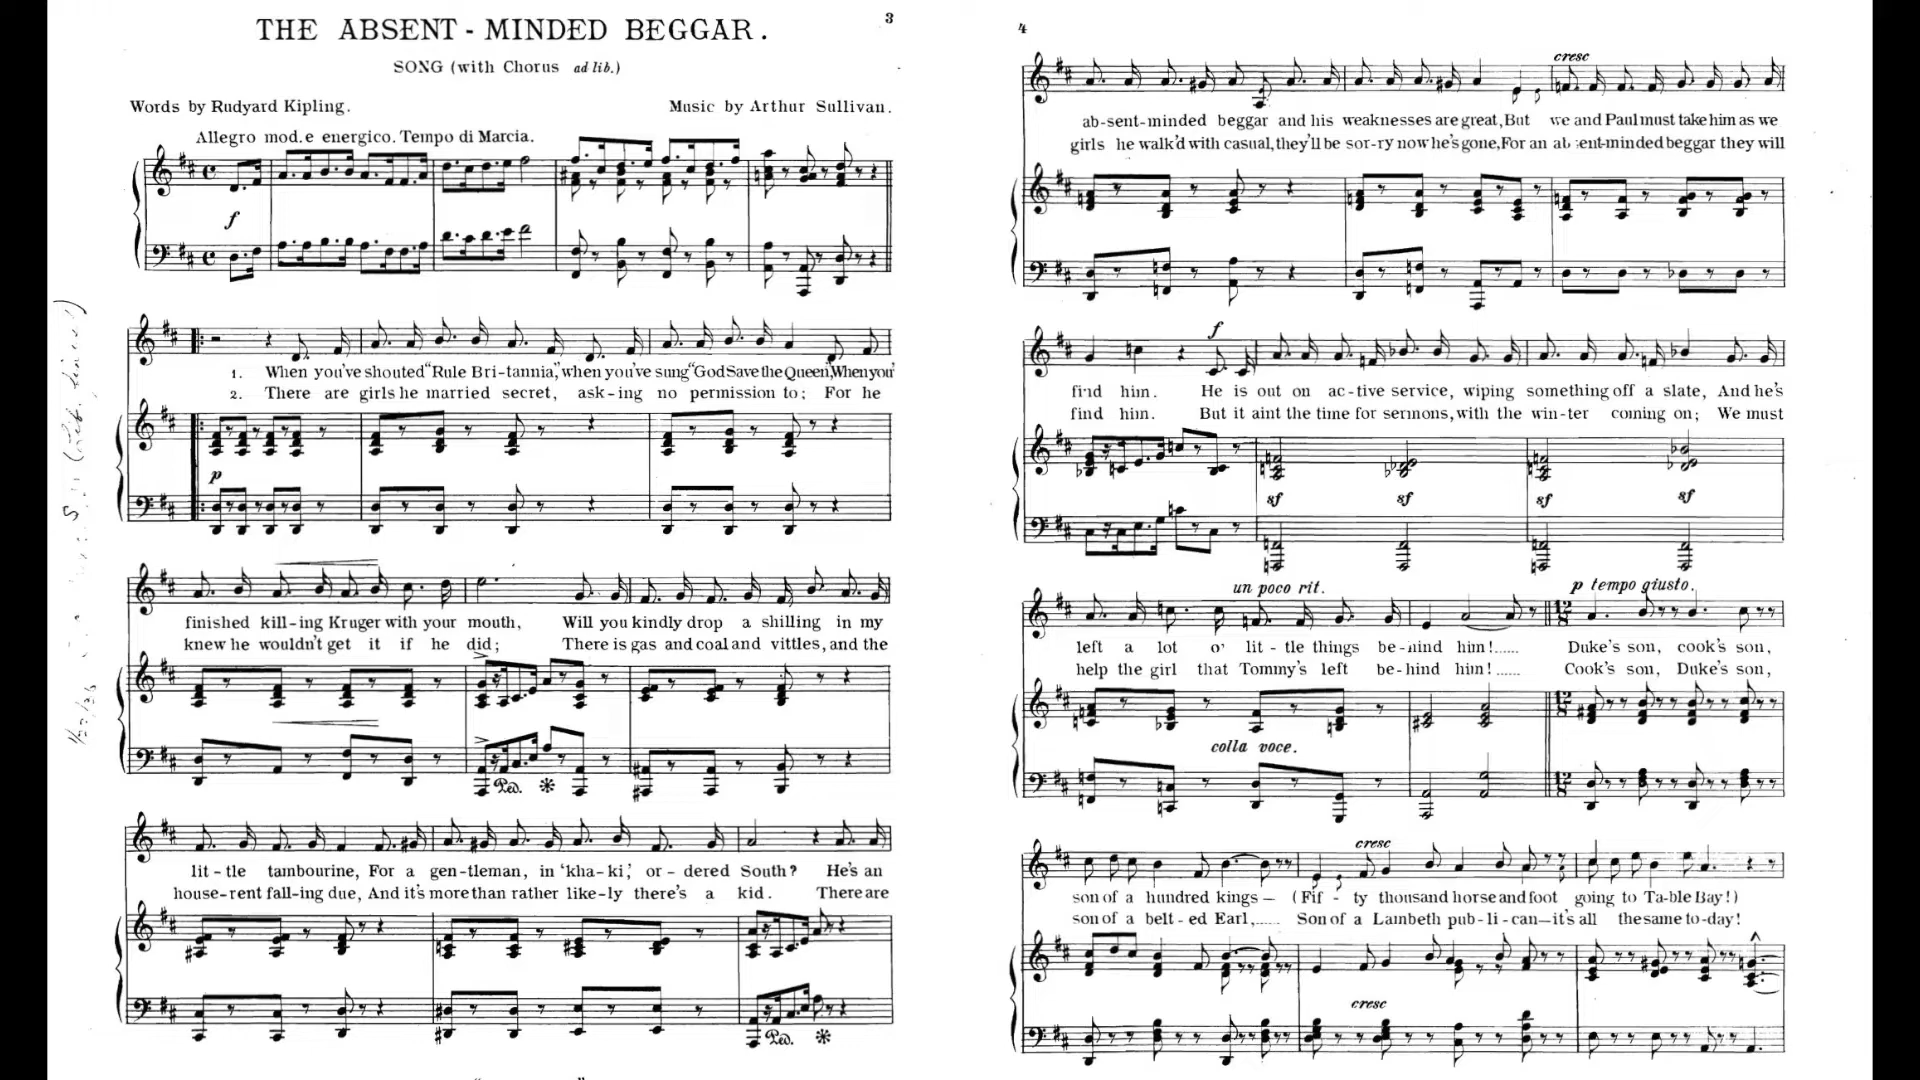 3
THE ABSENT - MINDED BEGGAR.
SONG (with Chorus ad lib.)
Words by Rudyard Kipling.
Music by Arthur Sullivan.
Allegro mod.e energico. Tempo di Marcia.
f
1. When you've shouted "Rule Bri-tannia," when you've sung "God Save the Queen," When you've
2. There are girls he married secret, ask-ing no permission to; For he
p
finished kill-ing Kruger with your mouth, Will you kindly drop a shilling in my
knew he wouldn't get it if he did; There is gas and coal and vittles, and the
Ped. *
lit-tle tambourine, For a gen-tleman, in 'kha-ki,' or-dered South? He's an
house-rent fall-ing due, And it's more than rather like-ly there's a kid. There are
Ped. *
4
cresc
ab-sent-minded beggar and his weaknesses are great, But we and Paul must take him as we
girls he walk'd with casual, they'll be sor-ry now he's gone, For an ab-sent-minded beggar they will
f
find him. He is out on ac-tive service, wiping something off a slate, And he's
find him. But it aint the time for sermons, with the win-ter coming on; We must
sf sf sf sf
un poco rit. p tempo giusto.
left a lot o' lit-tle things be-hind him!...... Duke's son, cook's son,
help the girl that Tommy's left be-hind him!...... Cook's son, Duke's son,
colla voce.
cresc
son of a hundred kings— (Fif-ty thousand horse and foot going to Ta-ble Bay!)
son of a belt-ed Earl,..... Son of a Lambeth pub-li-can—it's all the same to-day!
cresc